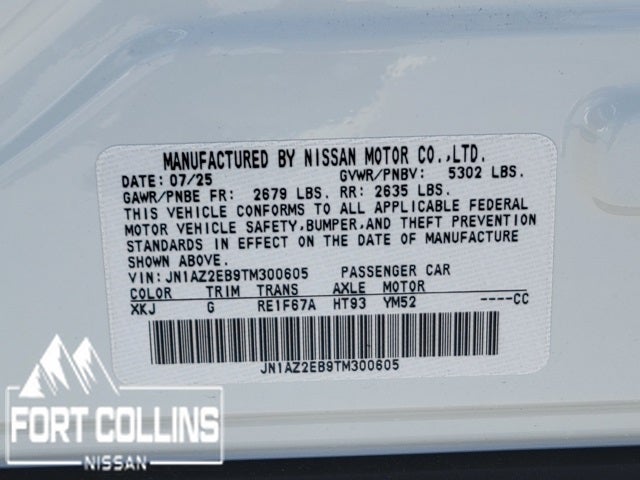 MANUFACTURED BY NISSAN MOTOR CO.,LTD.
DATE: 07/25 GVWR/PNBV: 5302 LBS.
GAWR/PNBE FR: 2679 LBS. RR: 2635 LBS.
THIS VEHICLE CONFORMS TO ALL APPLICABLE FEDERAL
MOTOR VEHICLE SAFETY, BUMPER, AND THEFT PREVENTION
STANDARDS IN EFFECT ON THE DATE OF MANUFACTURE
SHOWN ABOVE.
VIN: JN1AZ2EB9TM300605 PASSENGER CAR
COLOR TRIM TRANS AXLE MOTOR
XKJ G RE1F67A HT93 YM52 ----CC
JN1AZ2EB9TM300605
FORT COLLINS
NISSAN